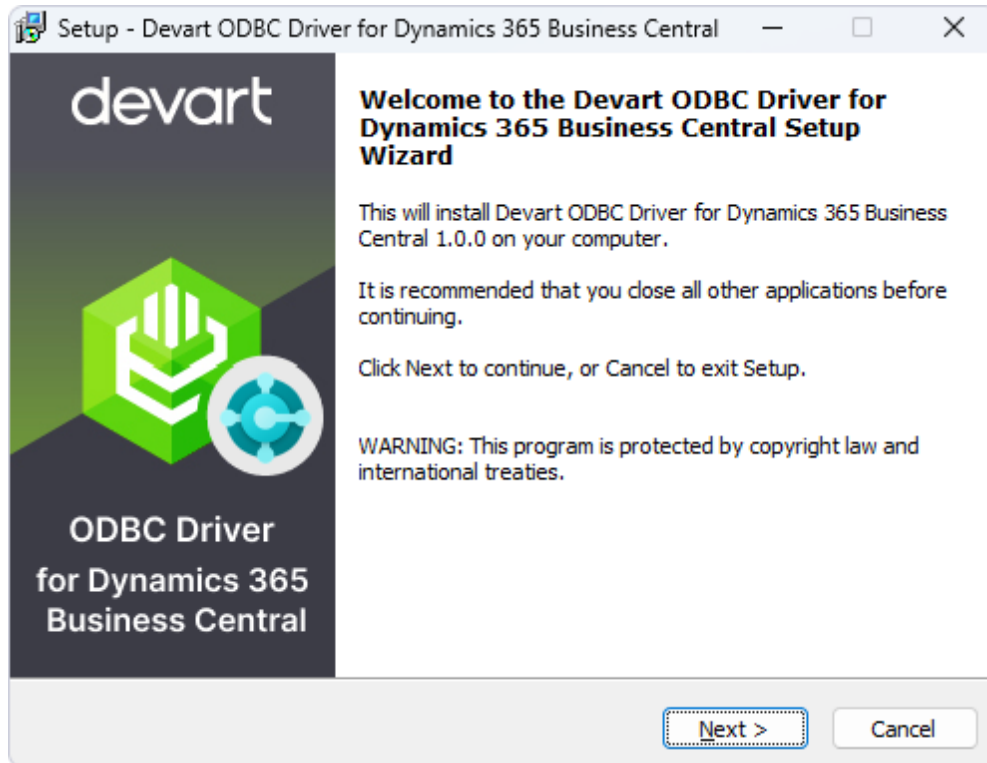 Setup - Devart ODBC Driver for Dynamics 365 Business Central
devart
ODBC Driver
for Dynamics 365
Business Central
Welcome to the Devart ODBC Driver for
Dynamics 365 Business Central Setup
Wizard
This will install Devart ODBC Driver for Dynamics 365 Business
Central 1.0.0 on your computer.
It is recommended that you close all other applications before
continuing.
Click Next to continue, or Cancel to exit Setup.
WARNING: This program is protected by copyright law and
international treaties.
Next >
Cancel